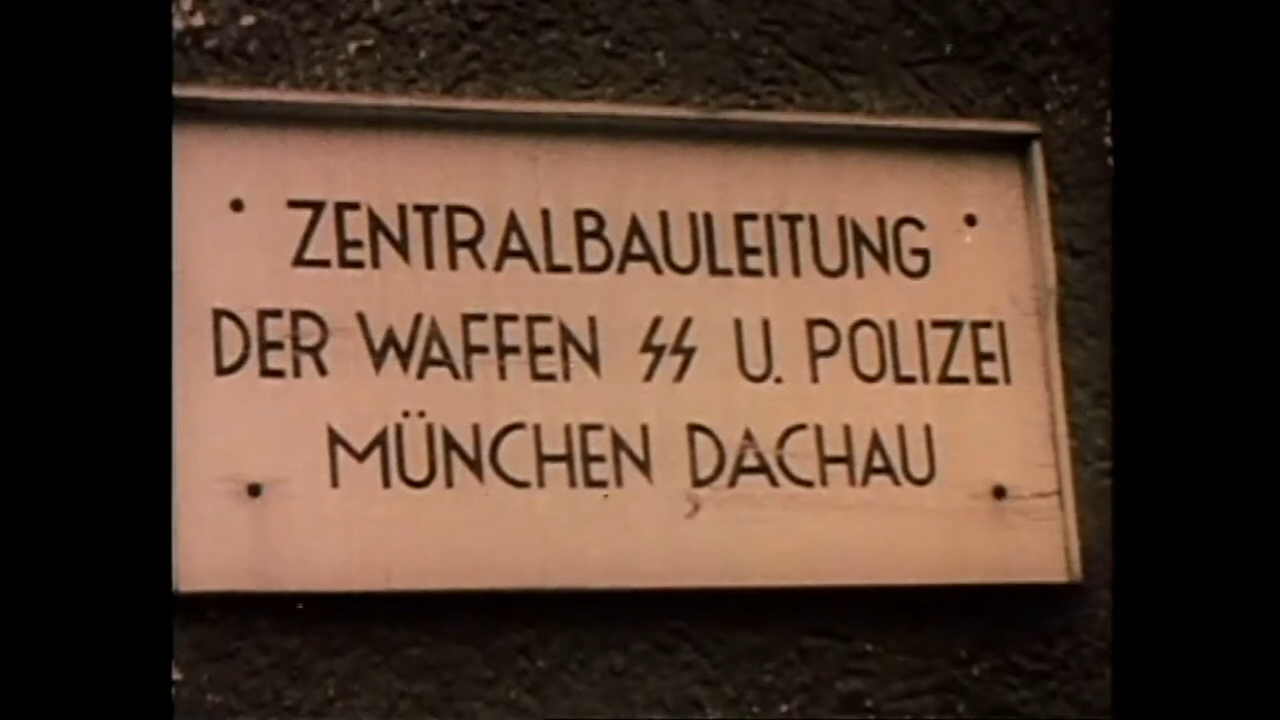 ZENTRALBAULEITUNG
DER WAFFEN ᛋᛋ U. POLIZEI
MÜNCHEN DACHAU